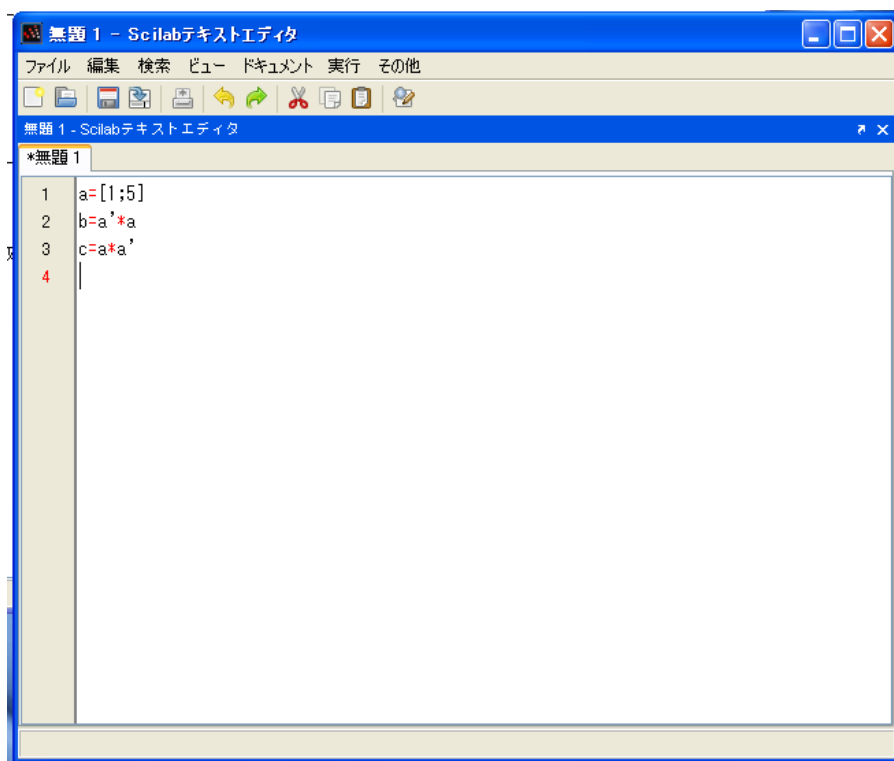 無題 1 - Scilabテキストエディタ
ファイル 編集 検索 ビュー ドキュメント 実行 その他
無題 1 - Scilabテキストエディタ
*無題 1
1 a=[1;5]
2 b=a'*a
3 c=a*a'
4